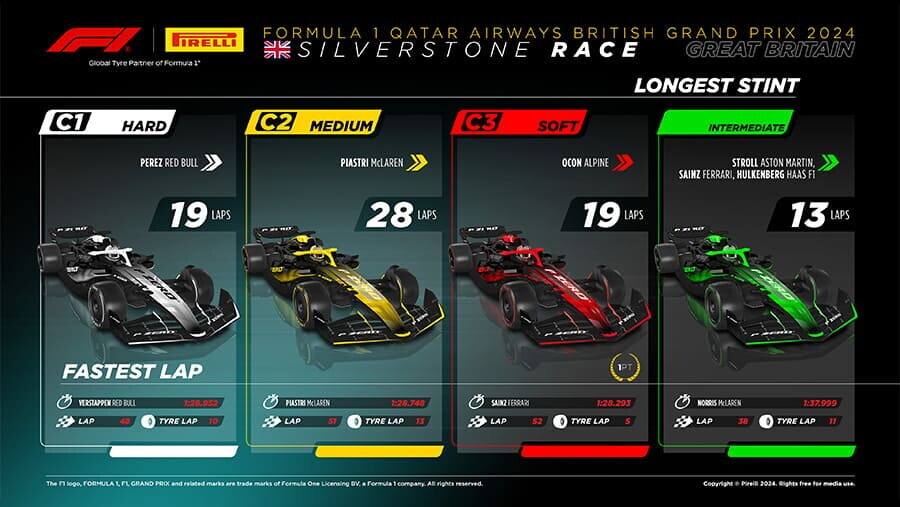 F1
PIRELLI
Global Tyre Partner of Formula 1®
FORMULA 1 QATAR AIRWAYS BRITISH GRAND PRIX 2024
SILVERSTONE RACE GREAT BRITAIN
LONGEST STINT
C1 HARD
PEREZ RED BULL
19 LAPS
C2 MEDIUM
PIASTRI McLAREN
28 LAPS
C3 SOFT
OCON ALPINE
19 LAPS
INTERMEDIATE
STROLL ASTON MARTIN,
SAINZ FERRARI, HULKENBERG HAAS F1
13 LAPS
P ZERO
P ZERO
P ZERO
P ZERO
FASTEST LAP
1PT
VERSTAPPEN RED BULL 1:28.952
LAP 48 TYRE LAP 10
PIASTRI McLAREN 1:28.748
LAP 51 TYRE LAP 13
SAINZ FERRARI 1:28.293
LAP 52 TYRE LAP 5
NORRIS McLAREN 1:37.999
LAP 38 TYRE LAP 11
The F1 logo, FORMULA 1, F1, GRAND PRIX and related marks are trade marks of Formula One Licensing BV, a Formula 1 company. All rights reserved.
Copyright © Pirelli 2024. Rights free for media use.